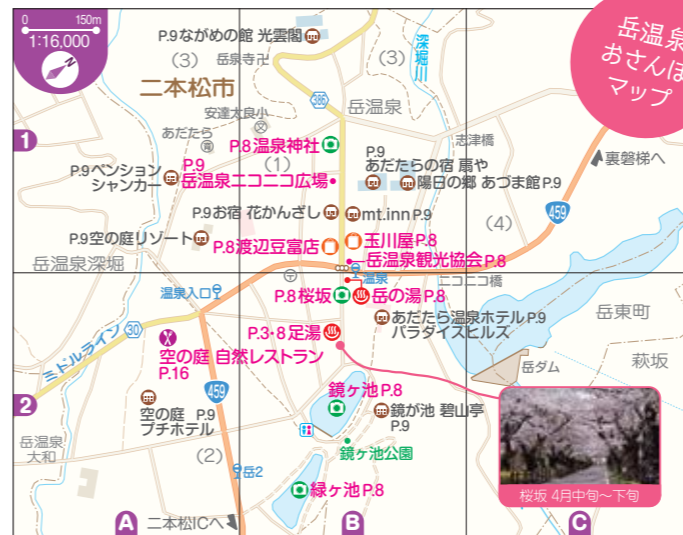 0 150m
1:16,000
岳温泉
おさんぽ
マップ
P.9ながめの館 光雲閣
(3)
岳泉寺卍
(3)
深堀川
二本松市
386
岳温泉
安達太良小
文
あだたら
1
P.8温泉神社
(1)
志津橋
裏磐梯へ
P.9ペンション
シャンカー
P.9
岳温泉ニコニコ広場
P.9
あだたらの宿 扇や
陽日の郷 あづま館P.9
P.9お宿 花かんざし
mt.inn P.9
(4)
459
P.9空の庭リゾート
P.8渡辺豆富店
玉川屋P.8
岳温泉観光協会P.8
岳温泉深堀
温泉
温泉入口
ニコニコ橋
P.8桜坂
岳の湯P.8
岳東町
あだたら温泉ホテルP.9
パラダイスヒルズ
ミドルライン
30
P.3・8足湯
空の庭 自然レストラン
P.16
岳ダム
萩坂
2
459
鏡ヶ池P.8
空の庭 P.9
プチホテル
鏡が池 碧山亭
P.9
岳温泉
大和
(2)
鏡ヶ池公園
岳2
緑ヶ池P.8
桜坂 4月中旬〜下旬
A
二本松ICへ
B
C